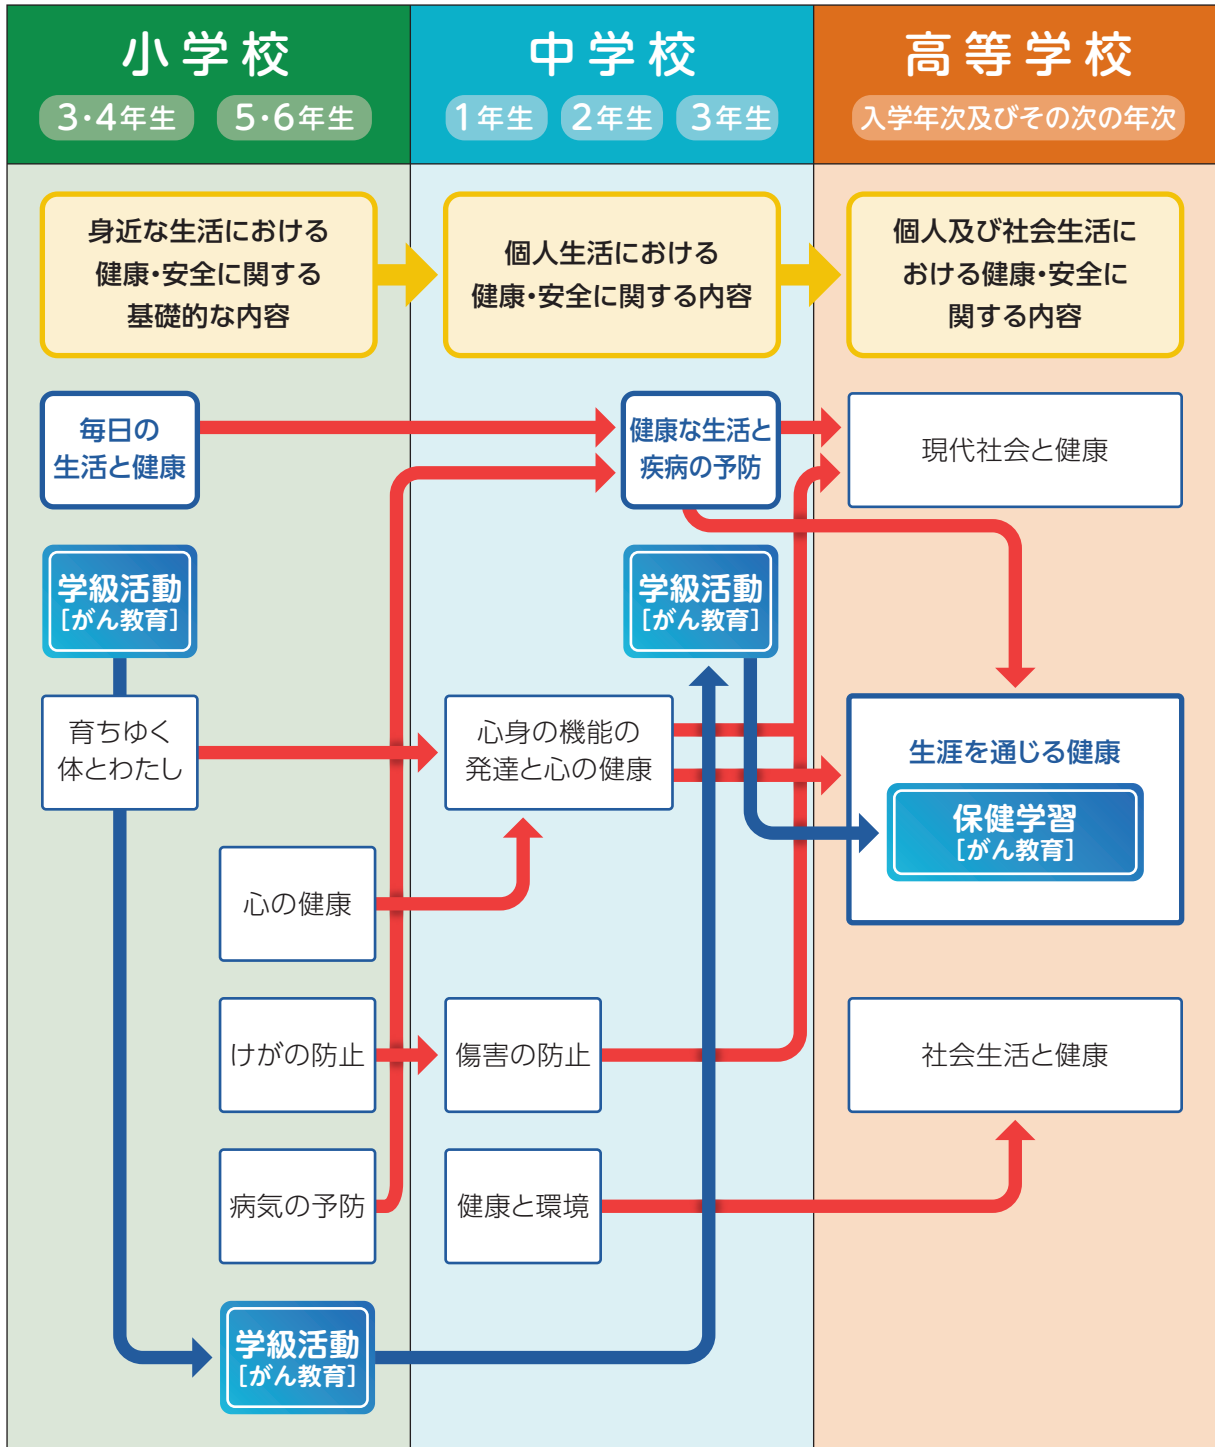 小学校
3・4年生
5・6年生
中学校
1年生
2年生
3年生
高等学校
入学年次及びその次の年次
身近な生活における
健康・安全に関する
基礎的な内容
個人生活における
健康・安全に関する内容
個人及び社会生活に
おける健康・安全に
関する内容
毎日の
生活と健康
健康な生活と
疾病の予防
現代社会と健康
学級活動
[がん教育]
学級活動
[がん教育]
育ちゆく
体とわたし
心身の機能の
発達と心の健康
生涯を通じる健康
保健学習
[がん教育]
心の健康
けがの防止
傷害の防止
社会生活と健康
病気の予防
健康と環境
学級活動
[がん教育]